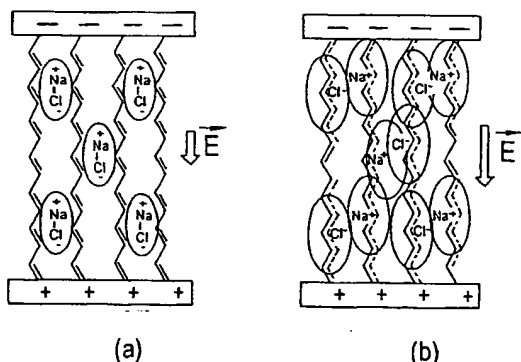 — — — —
— — — —
+
Na
Cl
-
+
Na
Cl
-
+
Na
Cl
-
+
Na
Cl
-
+
Na
Cl
-
E
+ + + +
Cl⁻
Na⁺
Cl⁻
Na⁺
Na⁺
Cl⁻
Cl⁻
Na⁺
Cl⁻
Na⁺
E
+ + + +
(a)
(b)